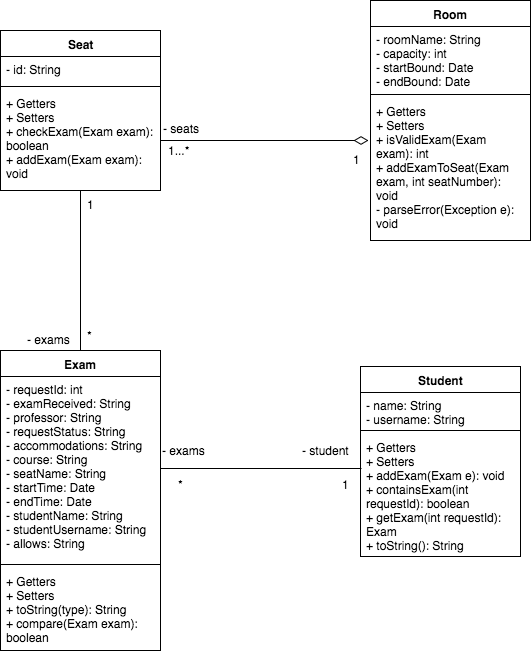 Room
- roomName: String
- capacity: int
- startBound: Date
- endBound: Date
+ Getters
+ Setters
+ isValidExam(Exam
exam): int
+ addExamToSeat(Exam
exam, int seatNumber):
void
- parseError(Exception e):
void
Seat
- id: String
+ Getters
+ Setters
+ checkExam(Exam exam):
boolean
+ addExam(Exam exam):
void
- seats
1...*
1
1
*
- exams
Exam
- requestId: int
- examReceived: String
- professor: String
- requestStatus: String
- accommodations: String
- course: String
- seatName: String
- startTime: Date
- endTime: Date
- studentName: String
- studentUsername: String
- allows: String
+ Getters
+ Setters
+ toString(type): String
+ compare(Exam exam):
boolean
- exams
*
- student
1
Student
- name: String
- username: String
+ Getters
+ Setters
+ addExam(Exam e): void
+ containsExam(int
requestId): boolean
+ getExam(int requestId):
Exam
+ toString(): String